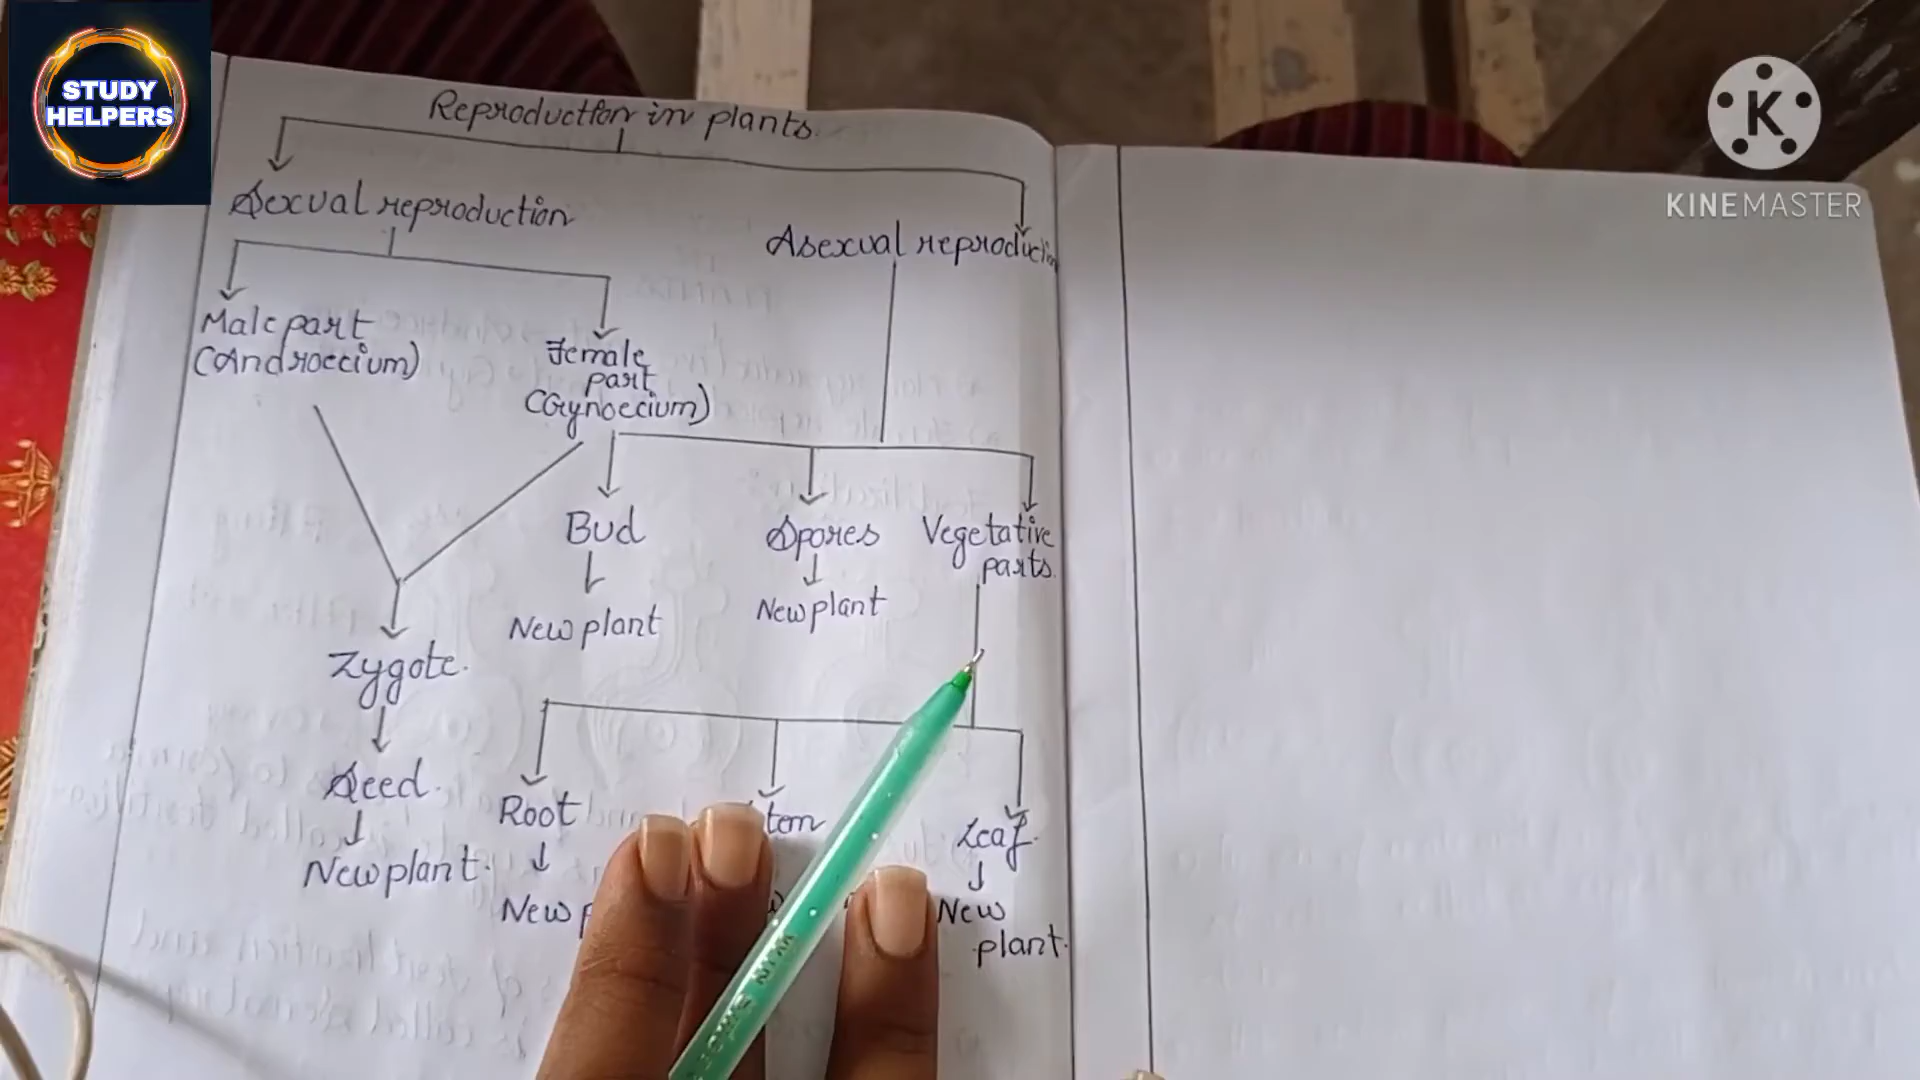 STUDY
HELPERS
KINEMASTER
Reproduction in plants.
Sexual reproduction
Asexual reproduction
Male part
(Androecium)
Female
part
(Gynoecium)
Bud
New plant
Spores
New plant
Vegetative
parts.
Zygote.
Seed.
New plant.
Root
New
Leaf.
New
plant.